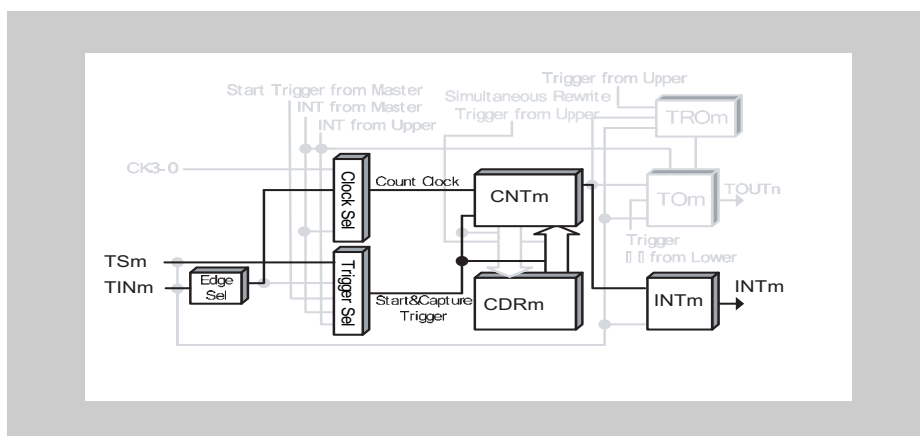 Trigger from Upper
Start Trigger from Master
Simultaneous Rewrite
INT from Master
Trigger from Upper
INT from Upper
TROm
CK3-0
Clock Sel
Count Clock
CNTm
TOm
TOUTn
Trigger
from Lower
TSm
TINm
Edge
Sel
Trigger Sel
Start&Capture
Trigger
CDRm
INTm
INTm